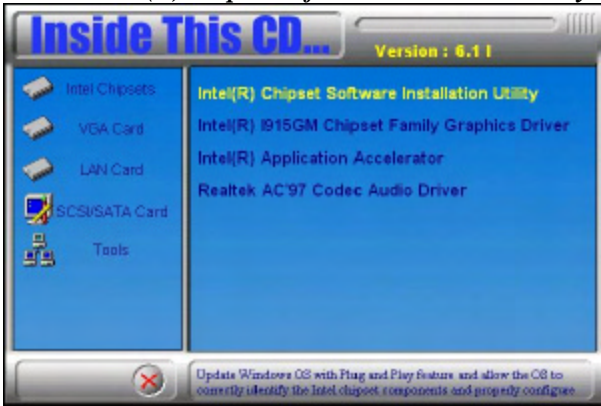 Inside This CD...
Version : 6.1 I
Intel Chipsets
VGA Card
LAN Card
SCSI/SATA Card
Tools
Intel(R) Chipset Software Installation Utility
Intel(R) I915GM Chipset Family Graphics Driver
Intel(R) Application Accelerator
Realtek AC'97 Codec Audio Driver
Update Windows OS with Plug and Play feature and allow the OS to
correctly identify the Intel chipset components and properly configure